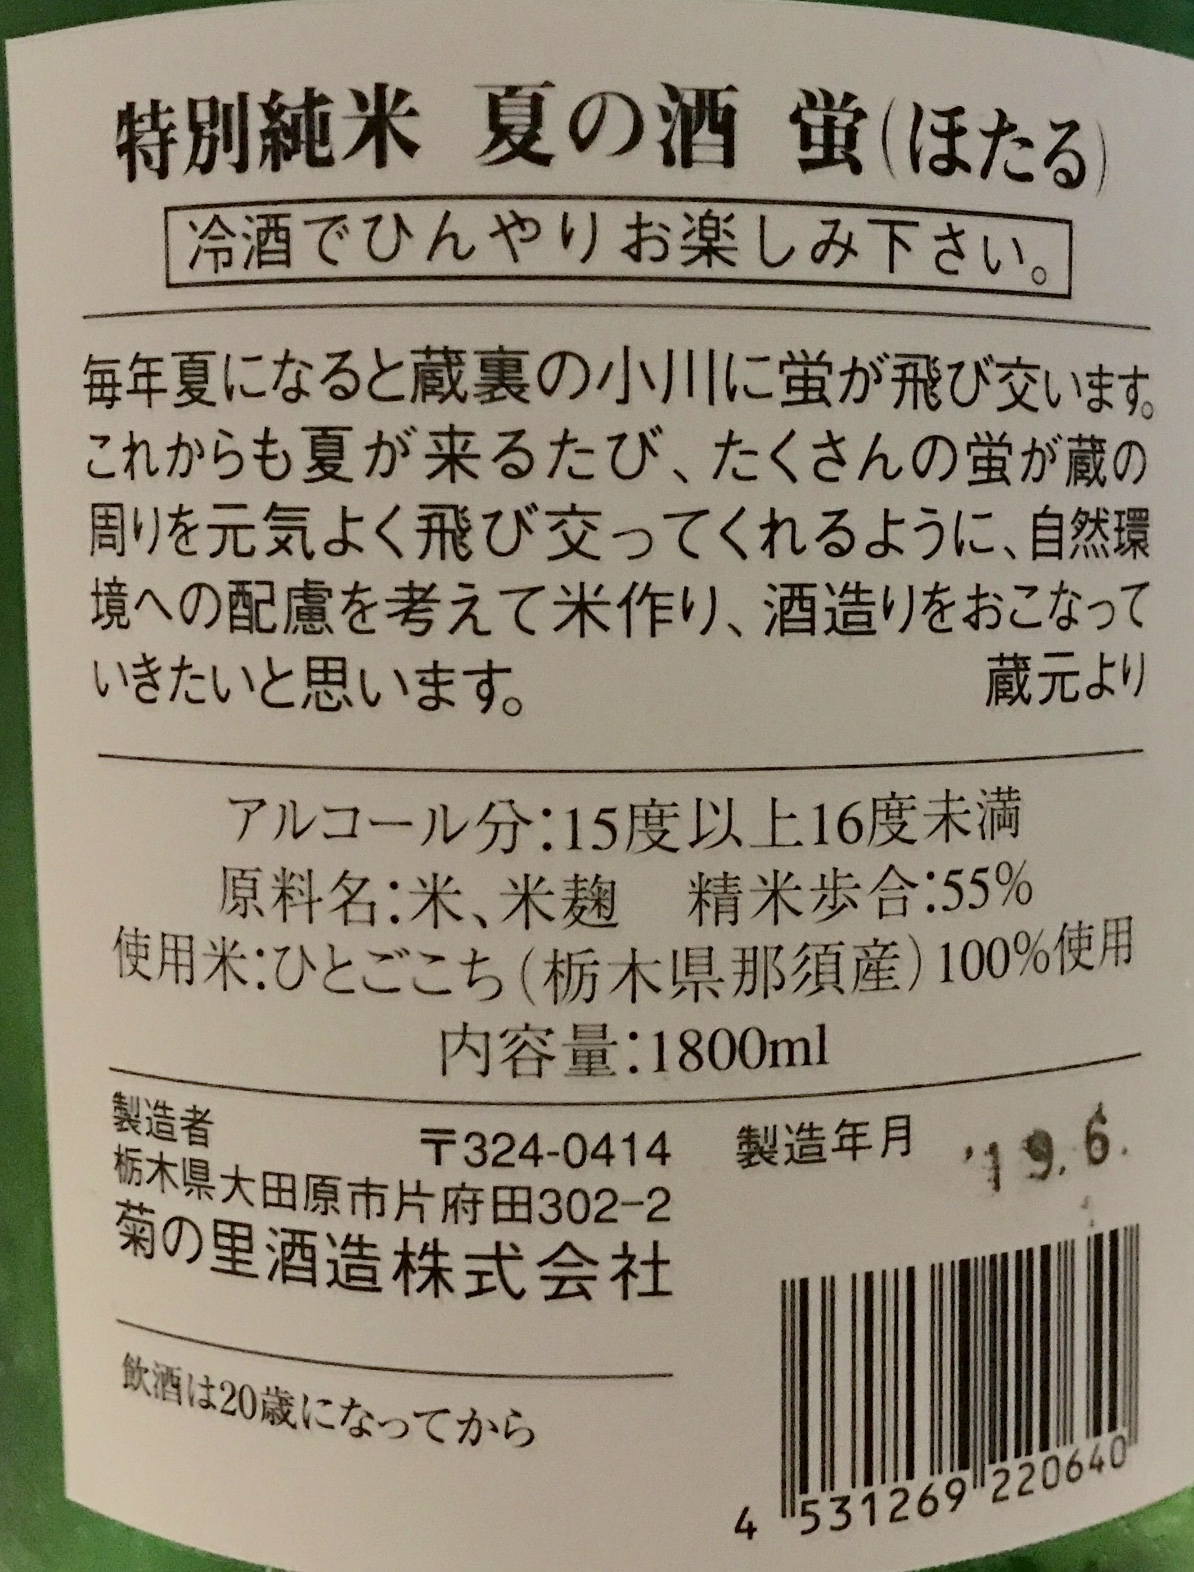 特別純米 夏の酒 蛍(ほたる)
冷酒でひんやりお楽しみ下さい。
毎年夏になると蔵裏の小川に蛍が飛び交います。
これからも夏が来るたび、たくさんの蛍が蔵の
周りを元気よく飛び交ってくれるように、自然環
境への配慮を考えて米作り、酒造りをおこなって
いきたいと思います。 蔵元より
アルコール分:15度以上16度未満
原料名:米、米麹 精米歩合:55%
使用米:ひとごこち(栃木県那須産)100%使用
内容量:1800ml
製造者 〒324-0414
栃木県大田原市片府田302-2
菊の里酒造株式会社
製造年月 '19.6.
飲酒は20歳になってから
4 531269 220640